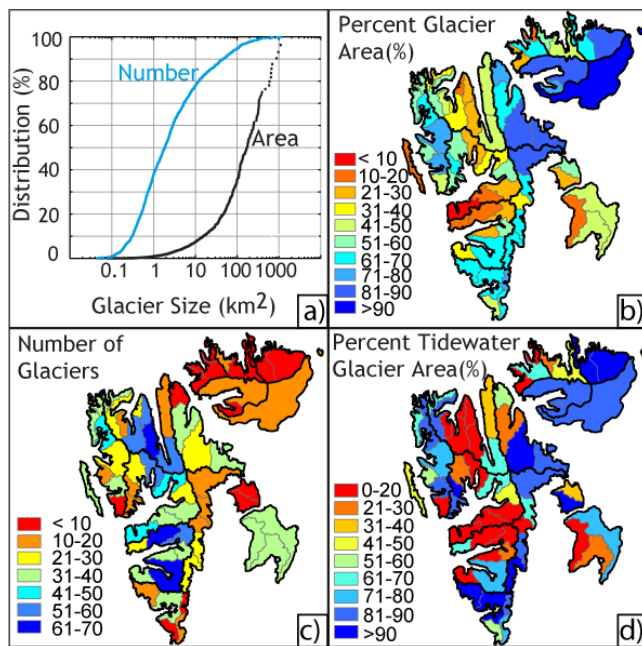 100
80
60
40
20
0
Distribution (%)
Number
Area
0.1 1 10 100 1000
Glacier Size (km2)
a)
Percent Glacier
Area(%)
< 10
10-20
21-30
31-40
41-50
51-60
71-80
81-90
>90
b)
Number of
Glaciers
< 10
10-20
21-30
31-40
41-50
51-60
61-70
c)
Percent Tidewater
Glacier Area(%)
0-20
21-30
31-40
41-50
51-60
61-70
71-80
81-90
>90
d)